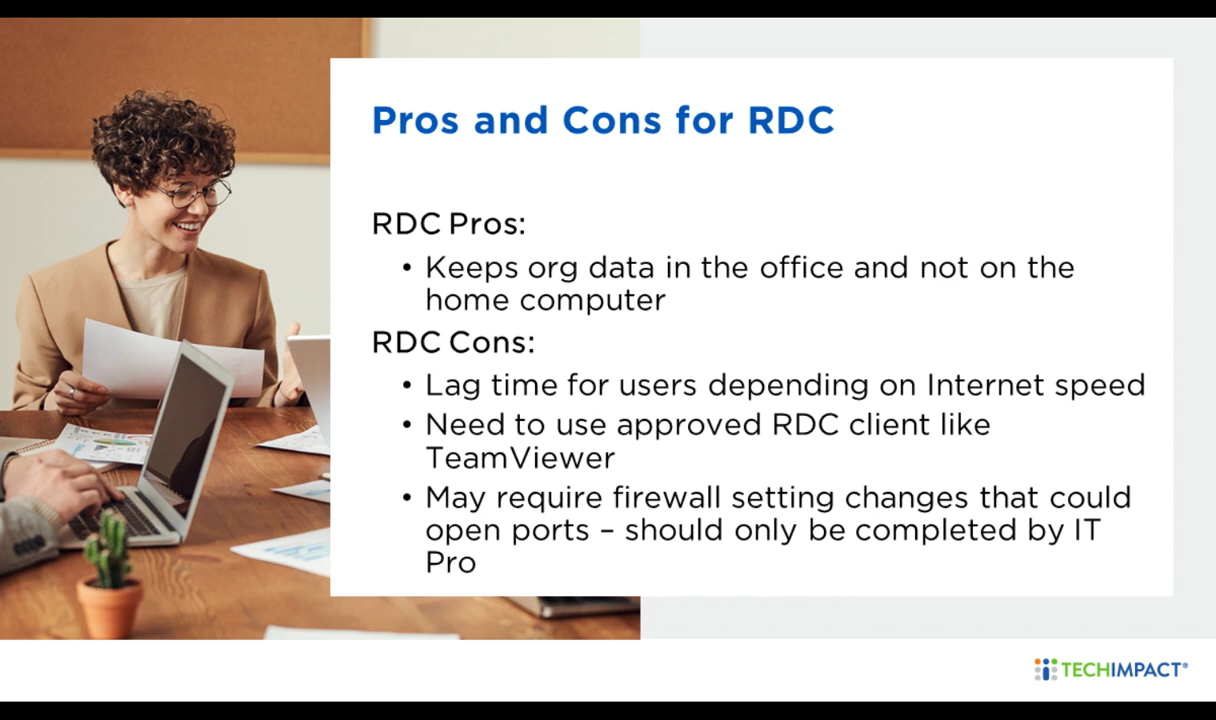 Pros and Cons for RDC
RDC Pros:
• Keeps org data in the office and not on the
home computer
RDC Cons:
• Lag time for users depending on Internet speed
• Need to use approved RDC client like
TeamViewer
• May require firewall setting changes that could
open ports – should only be completed by IT
Pro
TECHIMPACT®